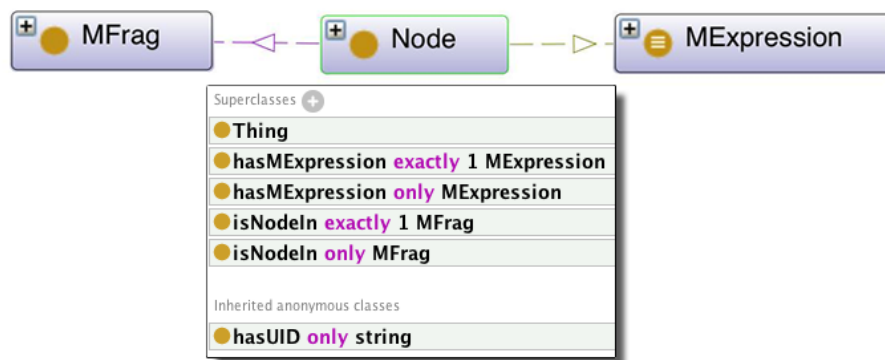 MFrag
Node
MExpression
Superclasses
Thing
hasMExpression exactly 1 MExpression
hasMExpression only MExpression
isNodeIn exactly 1 MFrag
isNodeIn only MFrag
Inherited anonymous classes
hasUID only string